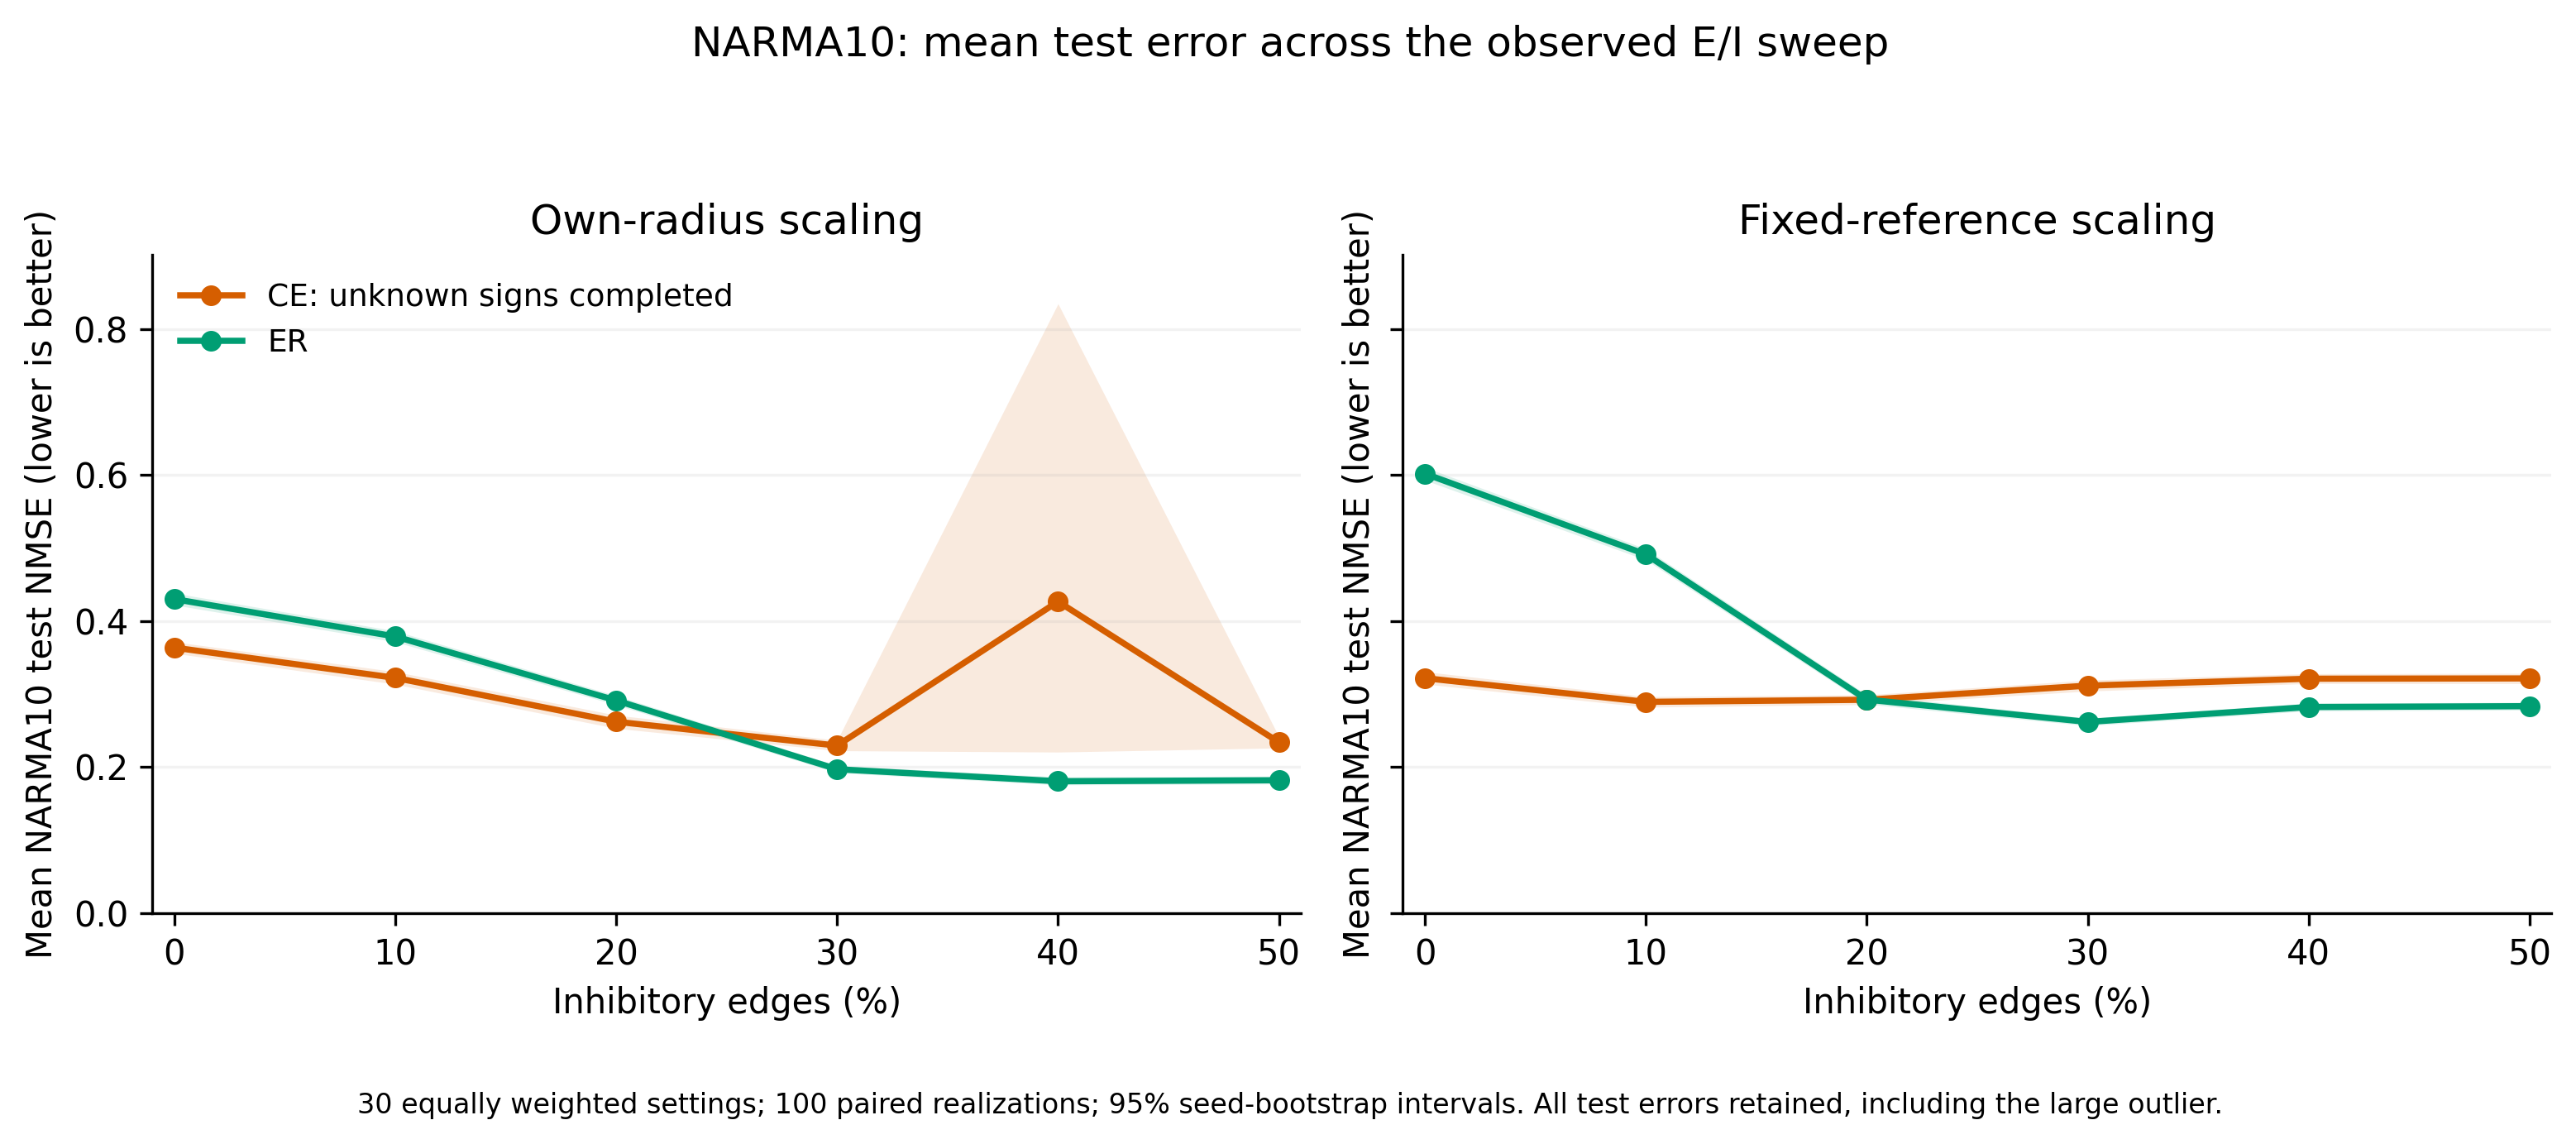 NARMA10: mean test error across the observed E/I sweep
Own-radius scaling
Mean NARMA10 test NMSE (lower is better)
CE: unknown signs completed
ER
0.8
0.6
0.4
0.2
0.0
0 10 20 30 40 50
Inhibitory edges (%)
Fixed-reference scaling
Mean NARMA10 test NMSE (lower is better)
0 10 20 30 40 50
Inhibitory edges (%)
30 equally weighted settings; 100 paired realizations; 95% seed-bootstrap intervals. All test errors retained, including the large outlier.